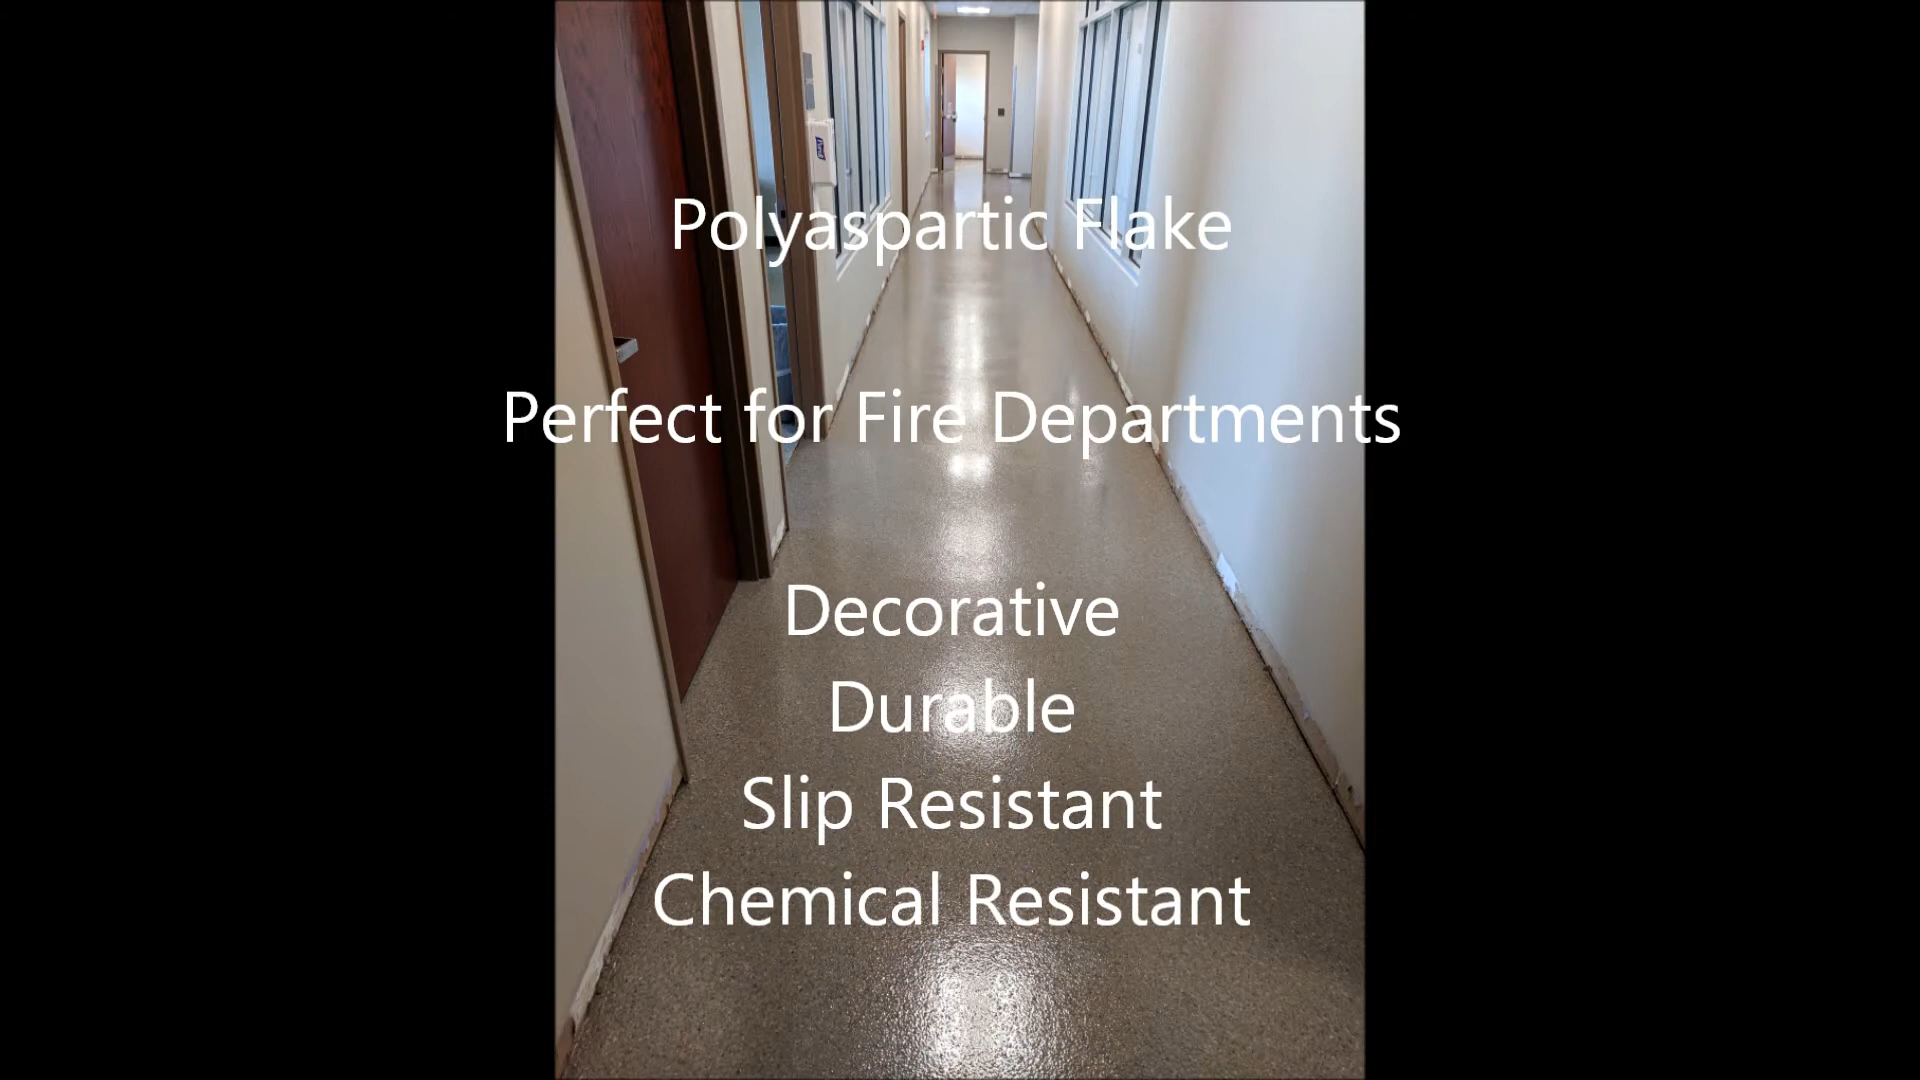 Polyaspartic Flake
Perfect for Fire Departments
Decorative
Durable
Slip Resistant
Chemical Resistant